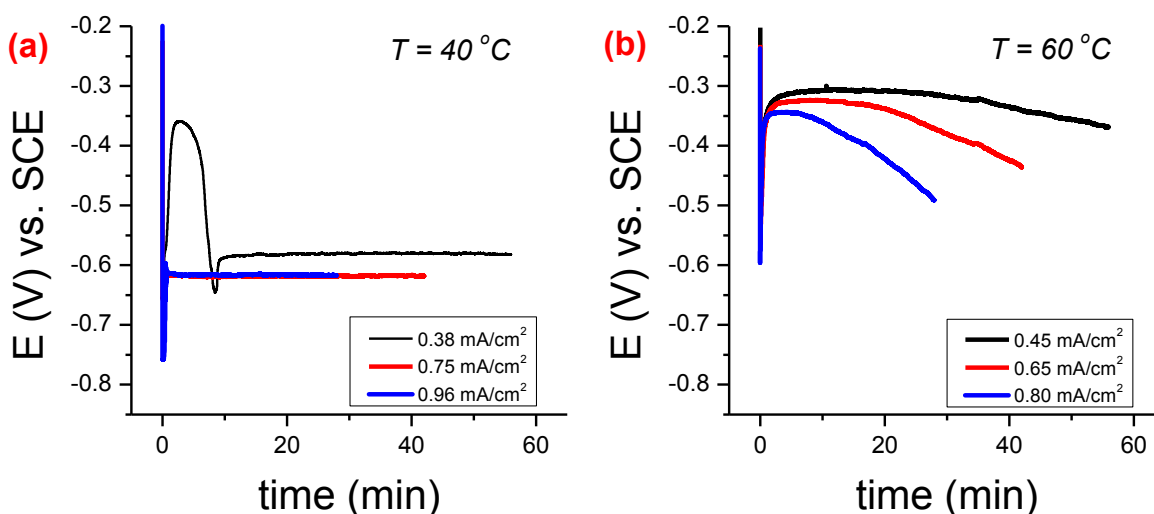 (a)
T = 40 °C
E (V) vs. SCE
-0.2
-0.3
-0.4
-0.5
-0.6
-0.7
-0.8
0.38 mA/cm²
0.75 mA/cm²
0.96 mA/cm²
0 20 40 60
time (min)
(b)
T = 60 °C
E (V) vs. SCE
-0.2
-0.3
-0.4
-0.5
-0.6
-0.7
-0.8
0.45 mA/cm²
0.65 mA/cm²
0.80 mA/cm²
0 20 40 60
time (min)